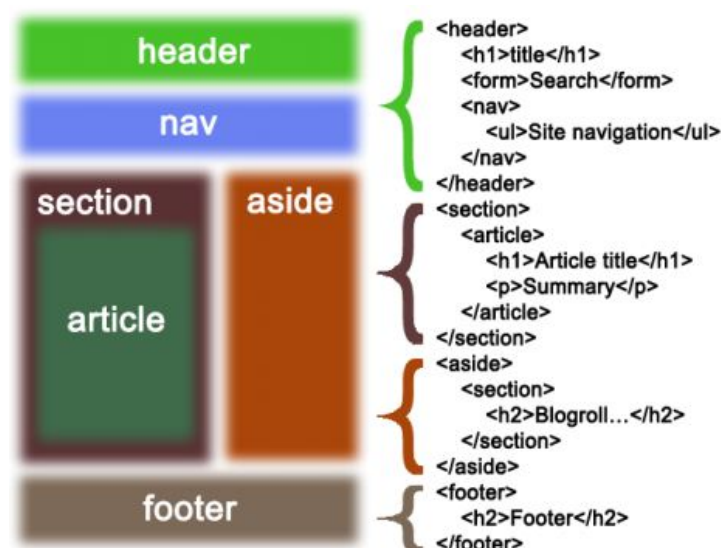 header
nav
section
aside
article
footer
<header>
<h1>title</h1>
<form>Search</form>
<nav>
<ul>Site navigation</ul>
</nav>
</header>
<section>
<article>
<h1>Article title</h1>
<p>Summary</p>
</article>
</section>
<aside>
<section>
<h2>Blogroll...</h2>
</section>
</aside>
<footer>
<h2>Footer</h2>
</footer>